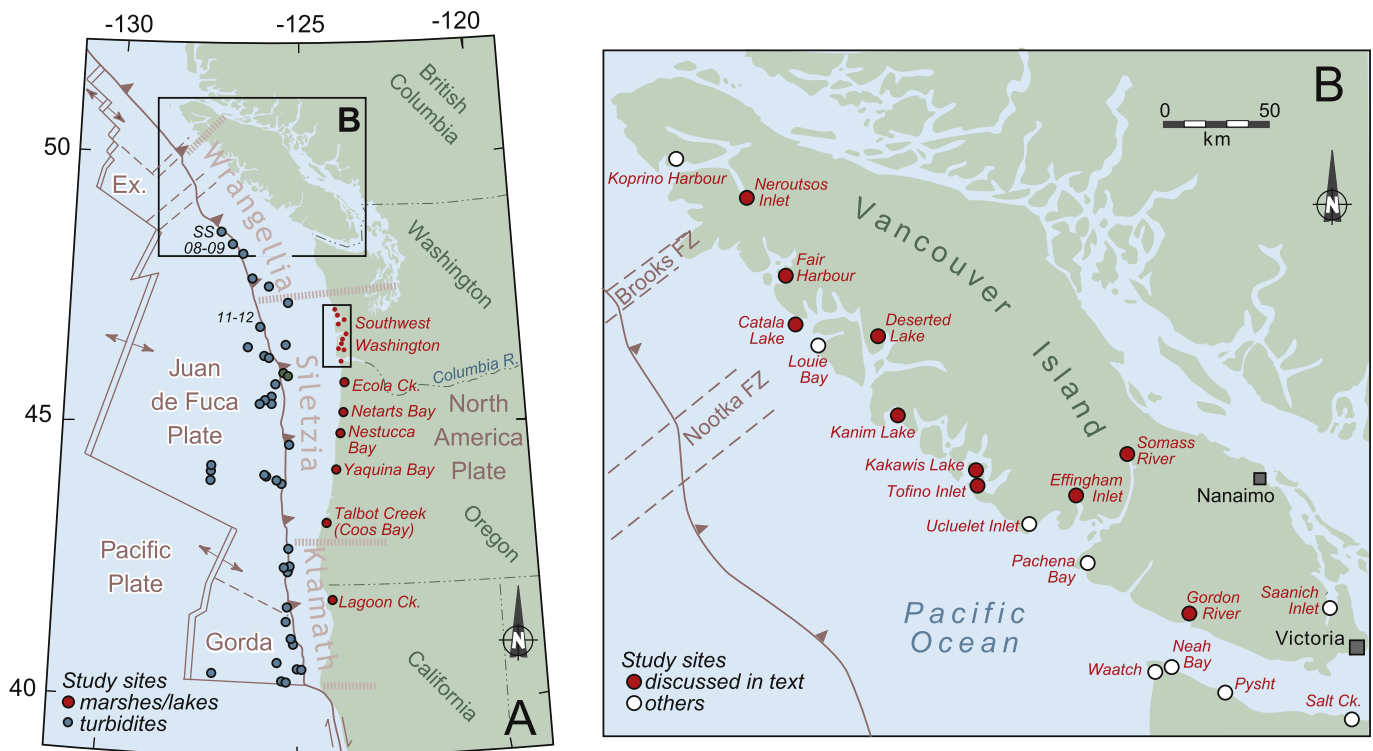 -130
-125
-120
50
45
40
British
Columbia
B
Ex.
Wrangellia
SS
08-09
Washington
11-12
Southwest
Washington
Columbia R.
Siletzia
Juan
de Fuca
Plate
Ecola Ck.
Netarts Bay
Nestucca
Bay
Yaquina Bay
North
America
Plate
Talbot Creek
(Coos Bay)
Oregon
Pacific
Plate
Klamath
Lagoon Ck.
N
Gorda
California
Study sites
marshes/lakes
turbidites
A
B
0 50
km
N
Koprino Harbour
Neroutsos
Inlet
Vancouver
Island
Brooks FZ
Fair
Harbour
Catala
Lake
Louie
Bay
Deserted
Lake
Nootka FZ
Kanim Lake
Kakawis Lake
Tofino Inlet
Effingham
Inlet
Somass
River
Nanaimo
Ucluelet Inlet
Pachena
Bay
Gordon
River
Saanich
Inlet
Victoria
Pacific
Ocean
Waatch
Neah
Bay
Pysht
Salt Ck.
Study sites
discussed in text
others